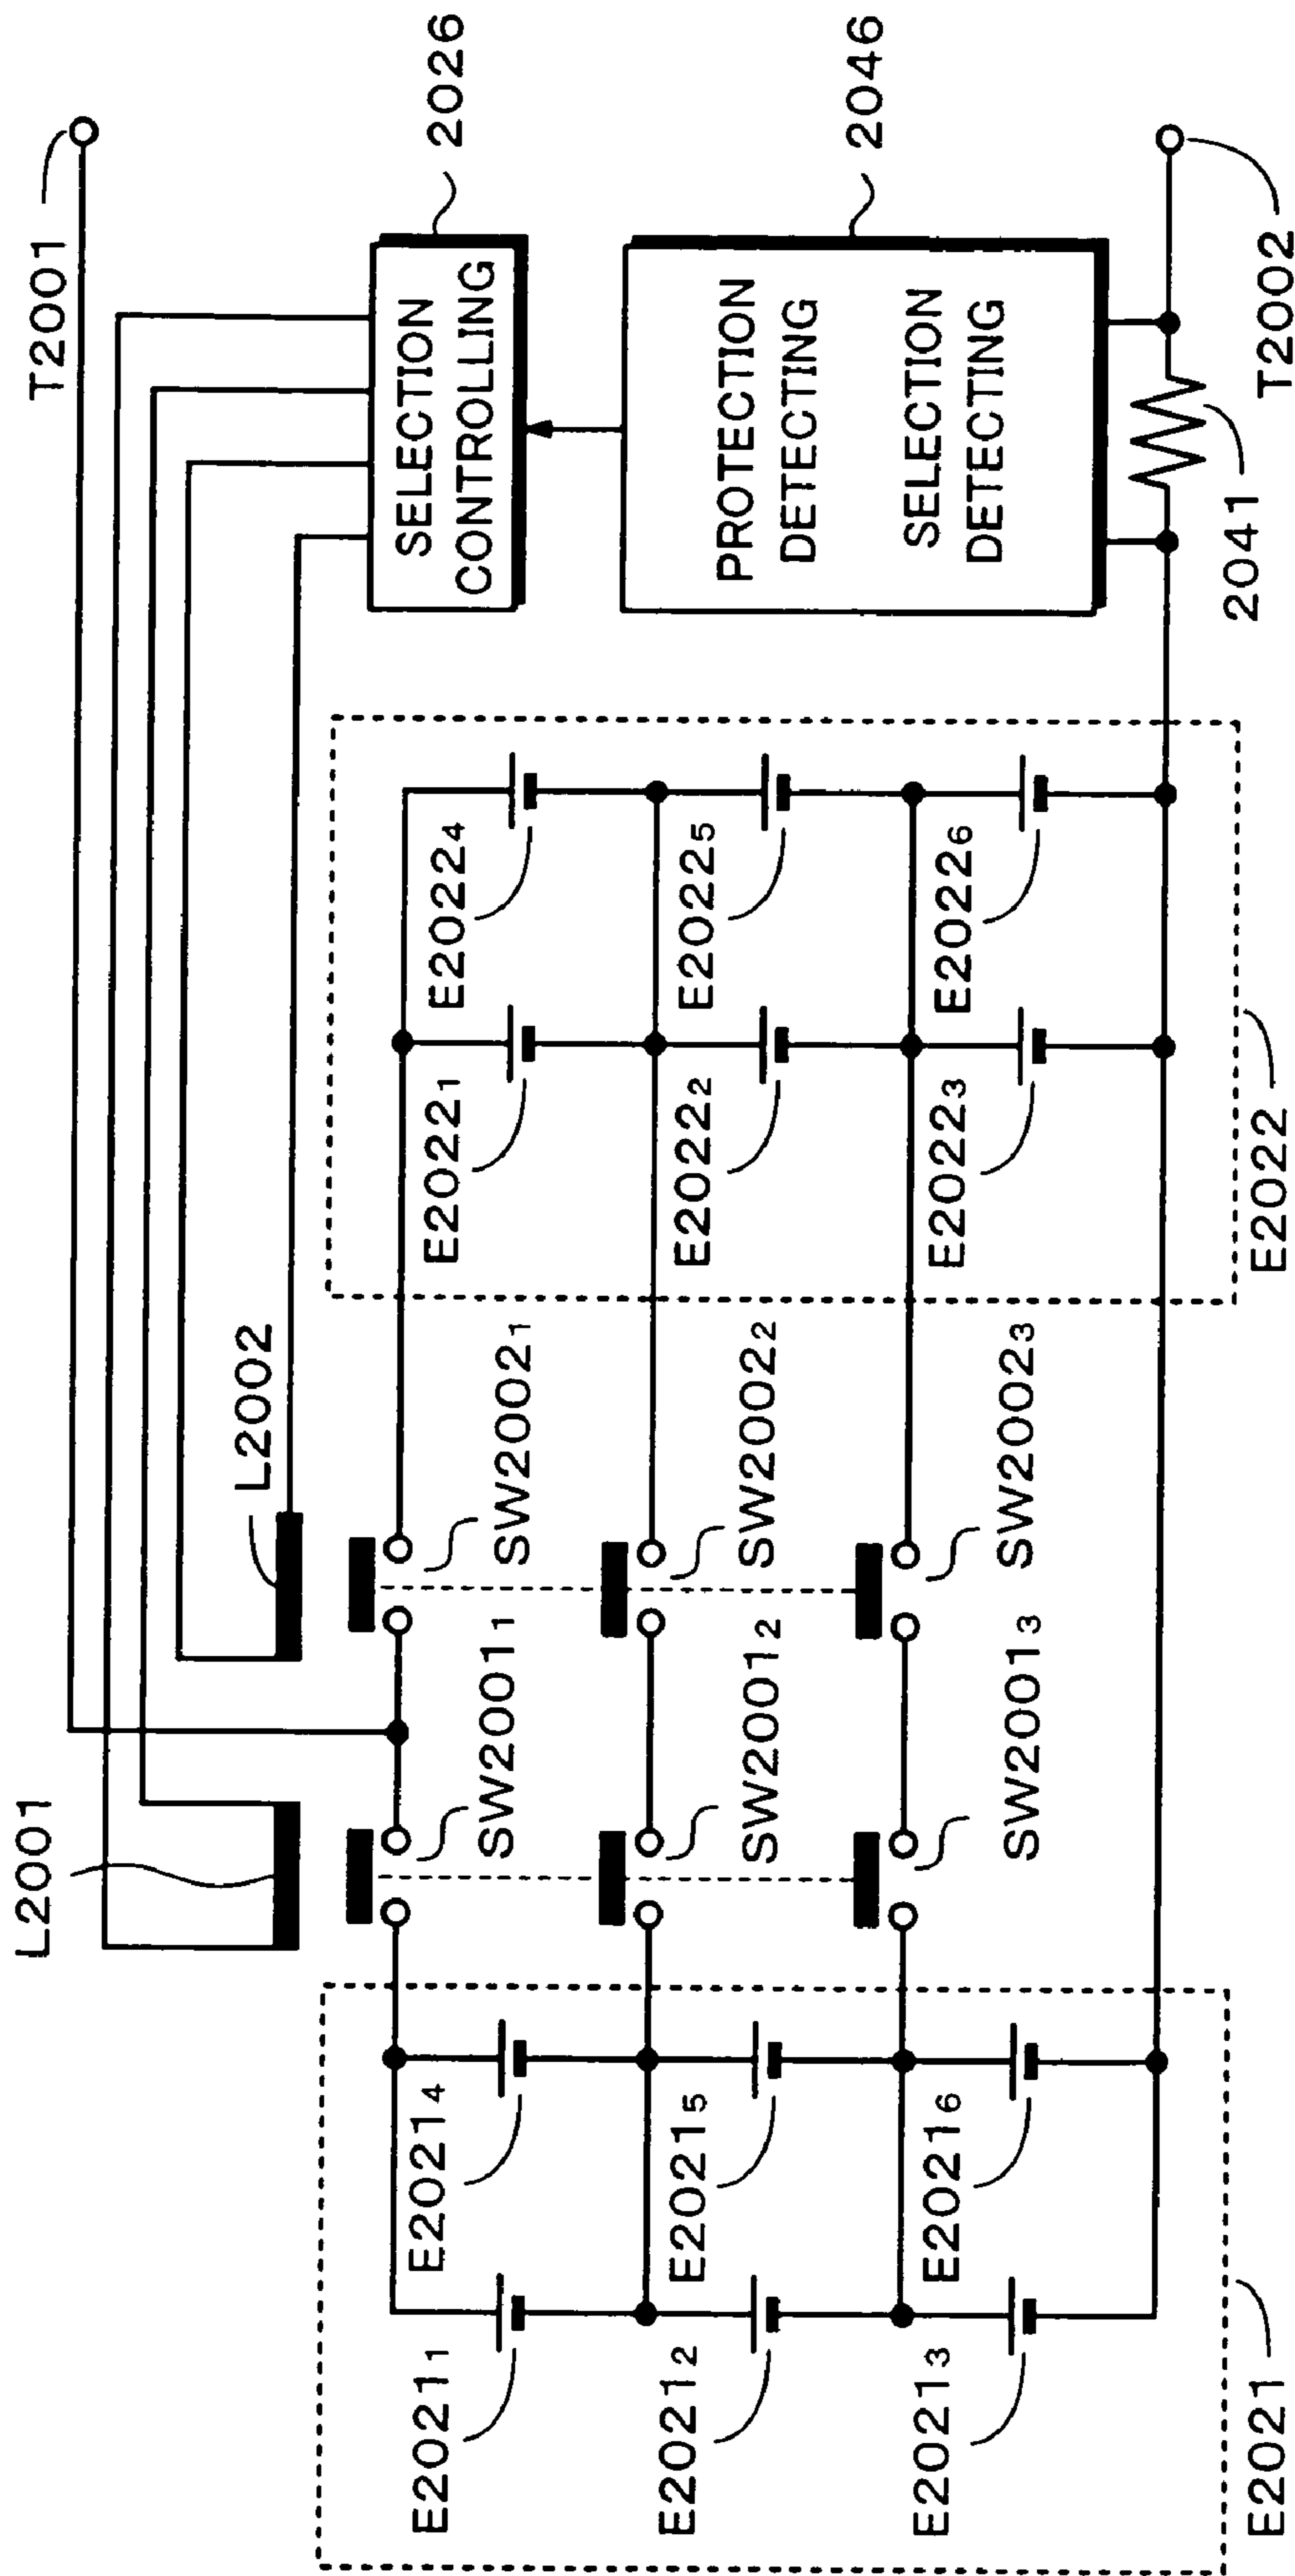 T2001
2026
SELECTION
CONTROLLING
2046
PROTECTION
DETECTING
SELECTION
DETECTING
T2002
2041
L2001
L2002
SW2001₁
SW2002₁
SW2001₂
SW2002₂
SW2001₃
SW2002₃
E2021₁
E2021₄
E2021₂
E2021₅
E2021₃
E2021₆
E2021
E2022₁
E2022₄
E2022₂
E2022₅
E2022₃
E2022₆
E2022